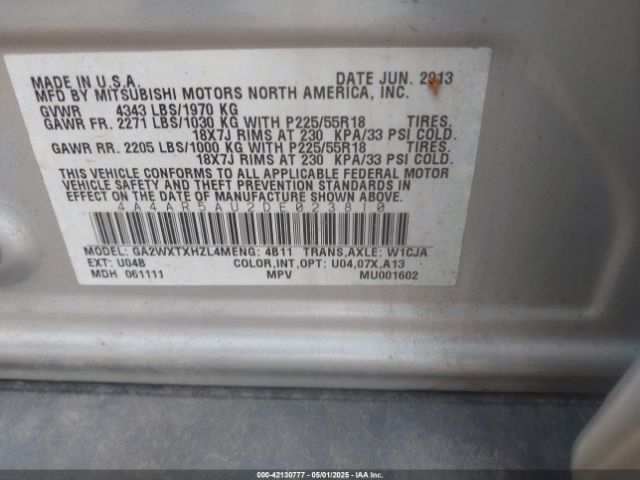 MADE IN U.S.A. DATE JUN. 2013
MFD BY MITSUBISHI MOTORS NORTH AMERICA, INC.
GVWR 4343 LBS/1970 KG
GAWR FR. 2271 LBS/1030 KG WITH P225/55R18 TIRES.
18X7J RIMS AT 230 KPA/33 PSI COLD.
GAWR RR. 2205 LBS/1000 KG WITH P225/55R18 TIRES.
18X7J RIMS AT 230 KPA/33 PSI COLD.
THIS VEHICLE CONFORMS TO ALL APPLICABLE FEDERAL MOTOR
VEHICLE SAFETY AND THEFT PREVENTION STANDARDS IN
EFFECT ON THE DATE OF MANUFACTURE SHOWN ABOVE.
4A4AR5AU2DE023810
MODEL: GA2WXTXHZL4M ENG: 4B11 TRANS,AXLE: W1CJA
EXT: U04B COLOR,INT,OPT: U04,07X,A13
MDH 061111 MPV MU001602
000-42130777 - 05/01/2025 - IAA Inc.